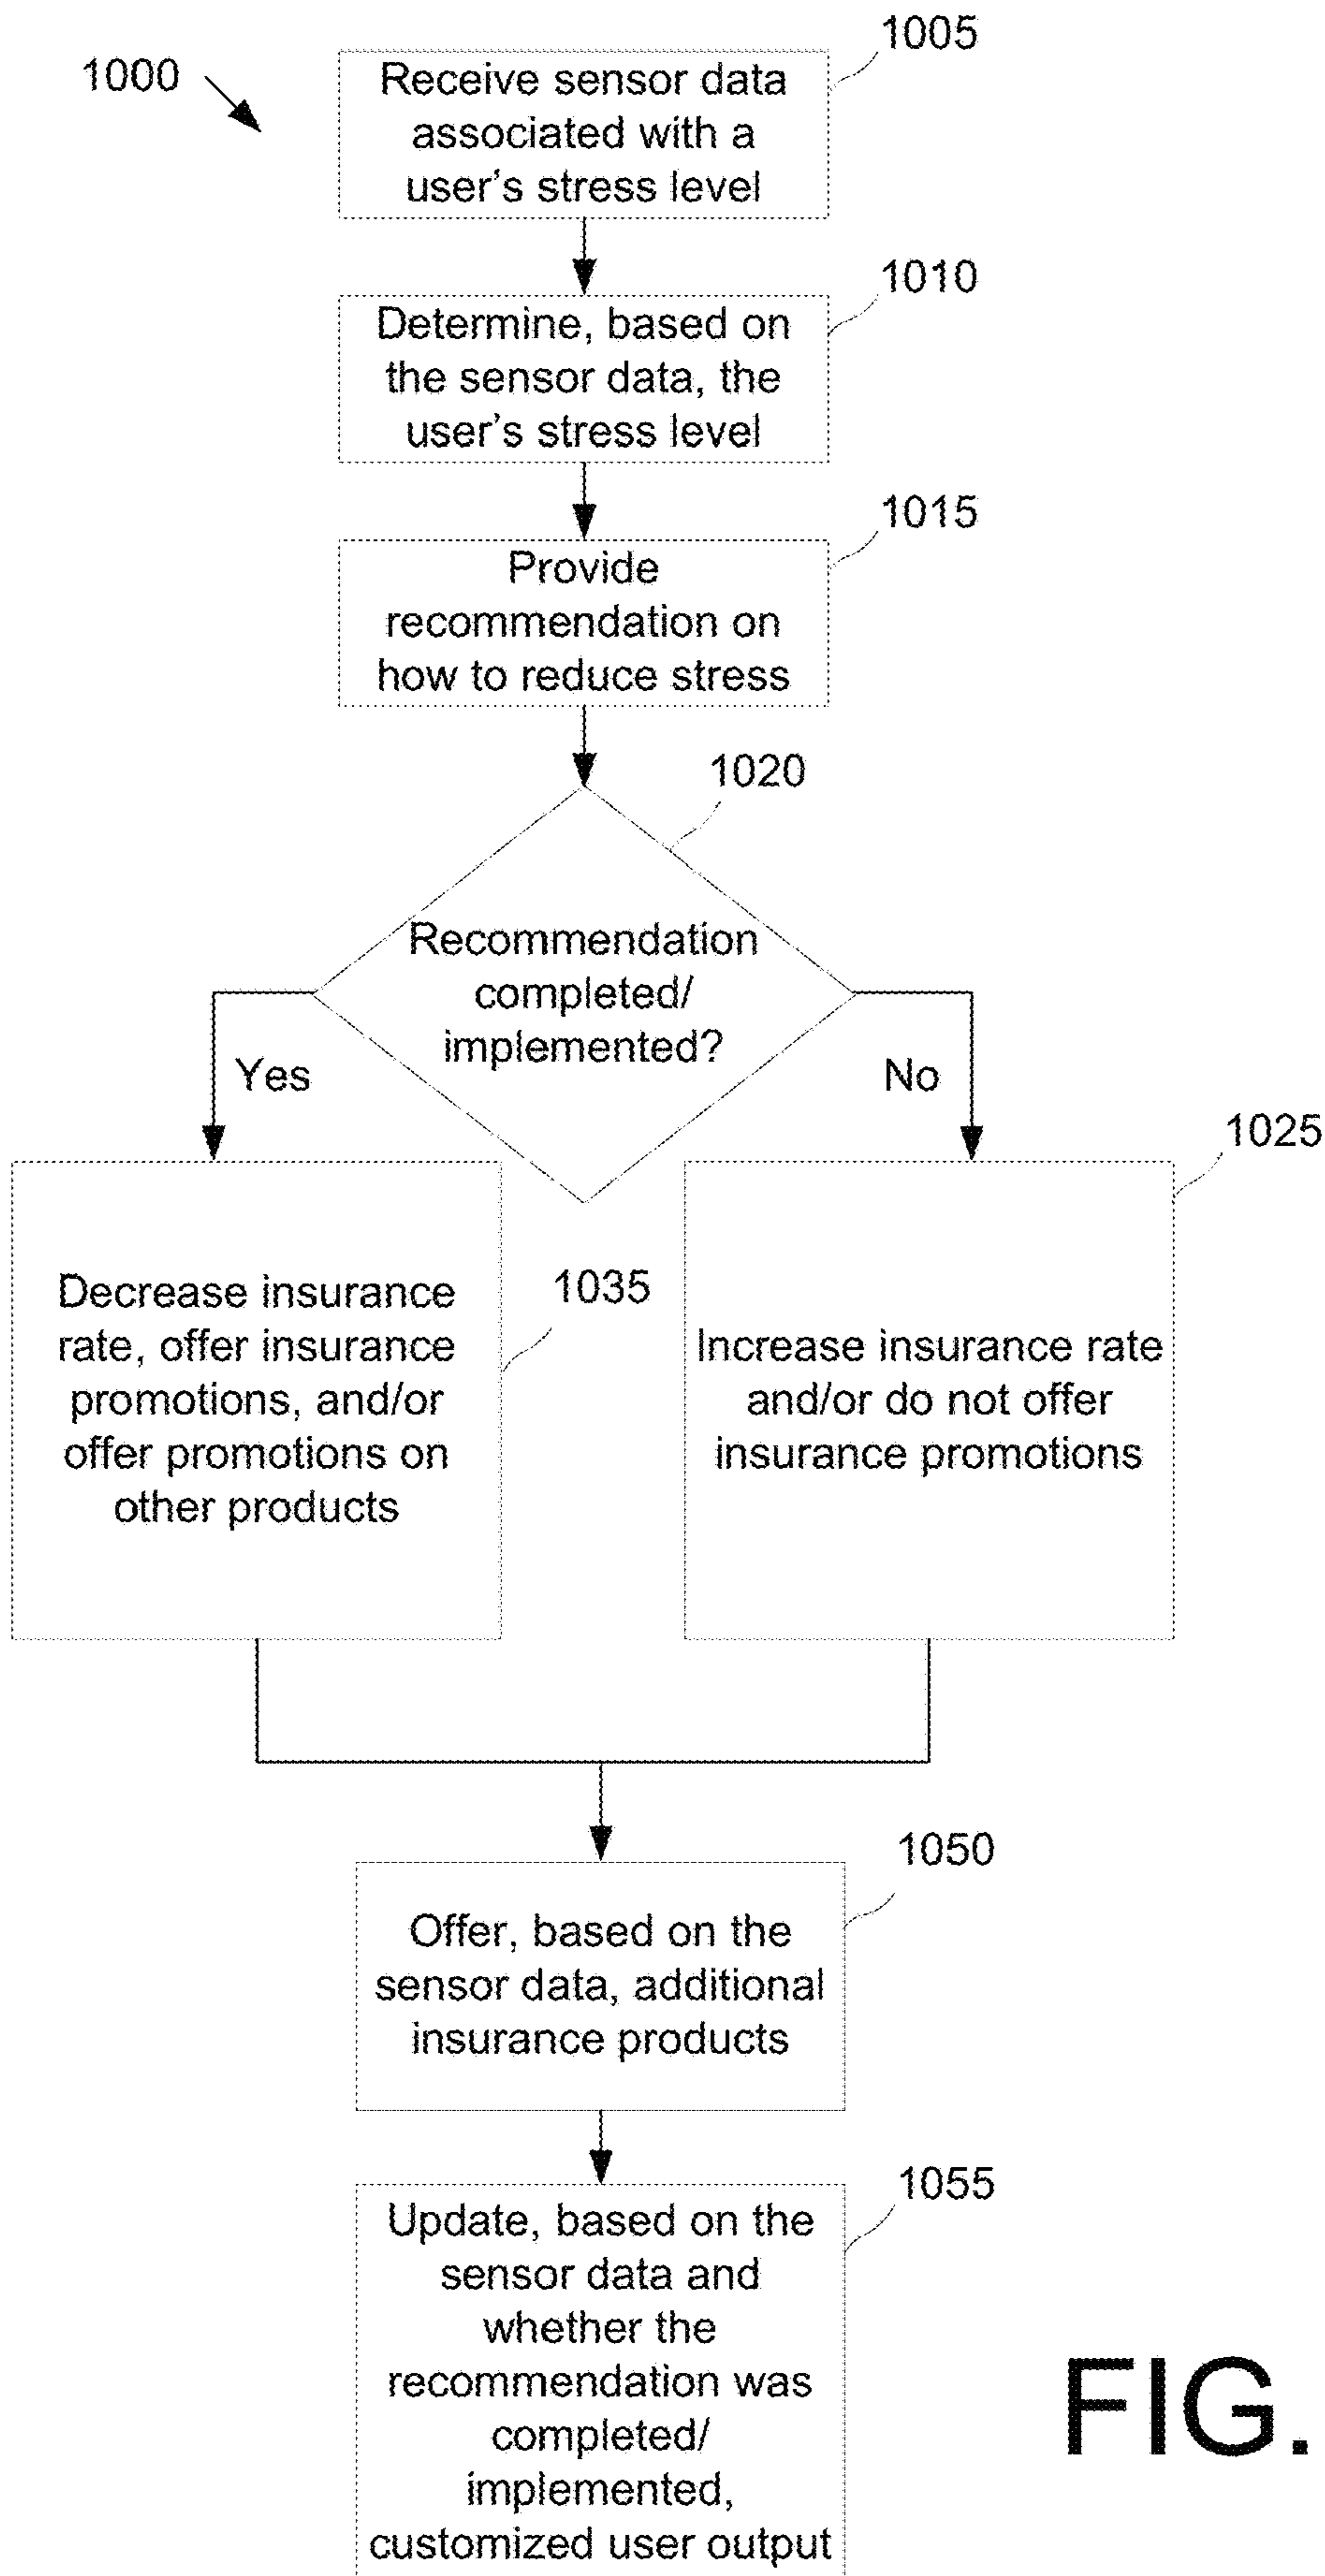 1000
1005
Receive sensor data
associated with a
user's stress level
1010
Determine, based on
the sensor data, the
user's stress level
1015
Provide
recommendation on
how to reduce stress
1020
Recommendation
completed/
implemented?
Yes
No
1025
1035
Decrease insurance
rate, offer insurance
promotions, and/or
offer promotions on
other products
Increase insurance rate
and/or do not offer
insurance promotions
1050
Offer, based on the
sensor data, additional
insurance products
1055
Update, based on the
sensor data and
whether the
recommendation was
completed/
implemented,
customized user output
FIG.